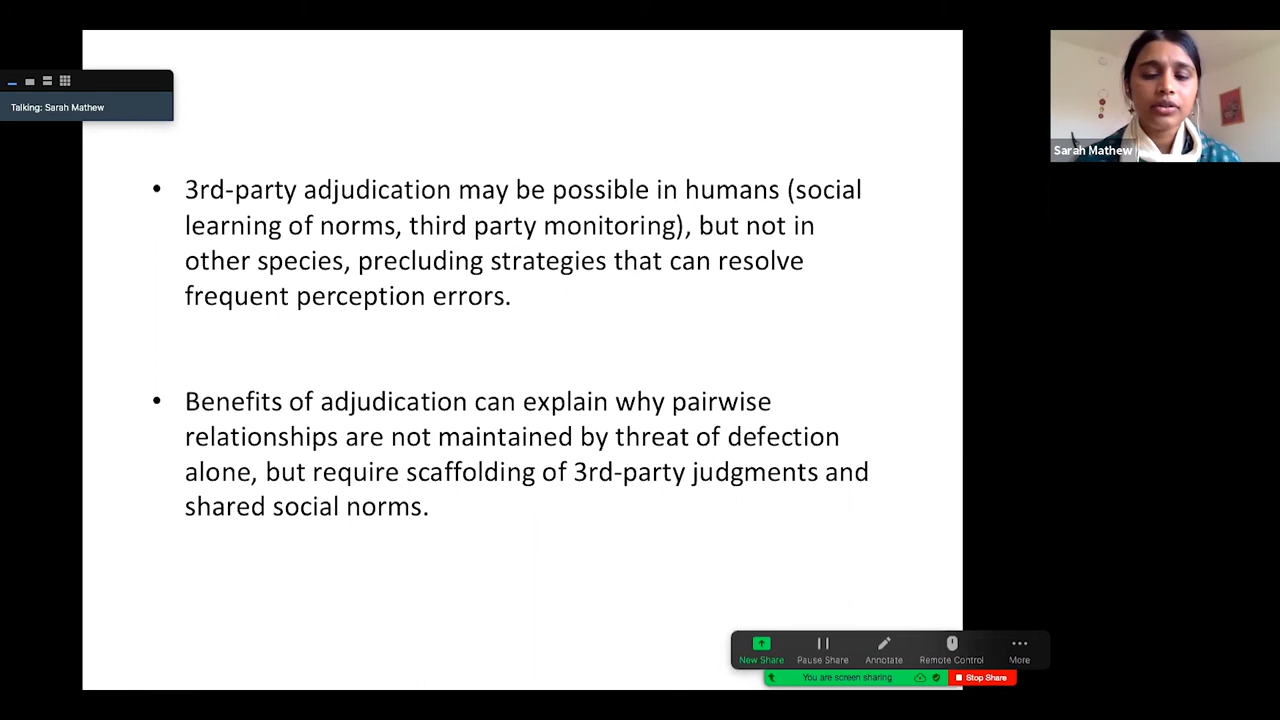 Talking: Sarah Mathew
Sarah Mathew
• 3rd-party adjudication may be possible in humans (social
learning of norms, third party monitoring), but not in
other species, precluding strategies that can resolve
frequent perception errors.
• Benefits of adjudication can explain why pairwise
relationships are not maintained by threat of defection
alone, but require scaffolding of 3rd-party judgments and
shared social norms.
New Share
Pause Share
Annotate
Remote Control
More
You are screen sharing
Stop Share